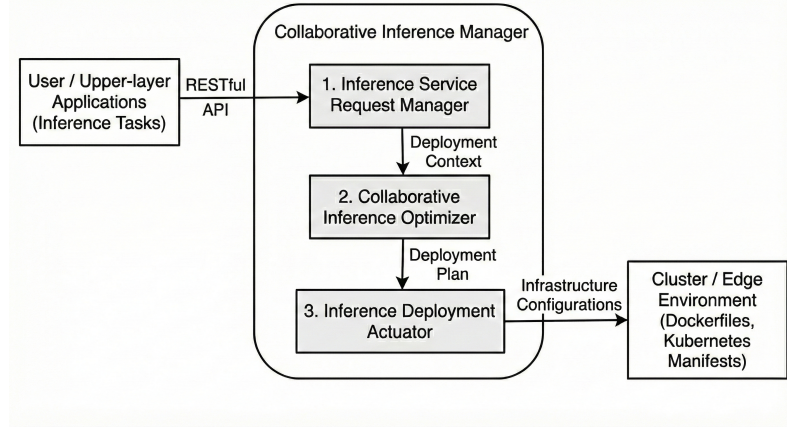 Collaborative Inference Manager
User / Upper-layer
Applications
(Inference Tasks)
RESTful
API
1. Inference Service
Request Manager
Deployment
Context
2. Collaborative
Inference Optimizer
Deployment
Plan
3. Inference Deployment
Actuator
Infrastructure
Configurations
Cluster / Edge
Environment
(Dockerfiles,
Kubernetes
Manifests)